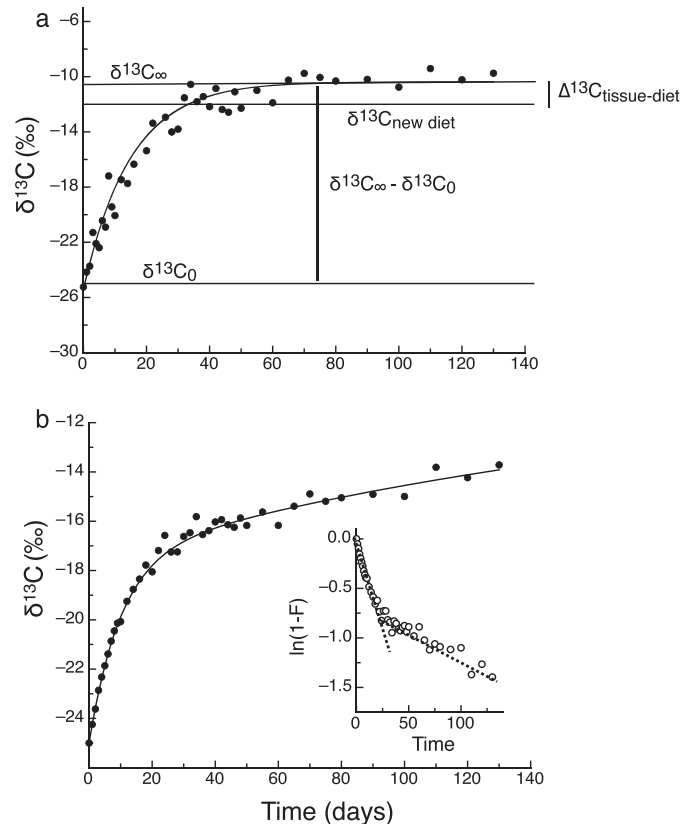 a
−6
−10
−14
−18
−22
−26
−30
δ13C (‰)
δ13C∞
δ13Cnew diet
Δ13Ctissue-diet
δ13C∞ - δ13C0
δ13C0
0 20 40 60 80 100 120 140
b
−12
−14
−16
−18
−20
−22
−24
δ13C (‰)
0.0
−0.5
−1.0
−1.5
ln(1-F)
0 50 100
Time
0 20 40 60 80 100 120 140
Time (days)